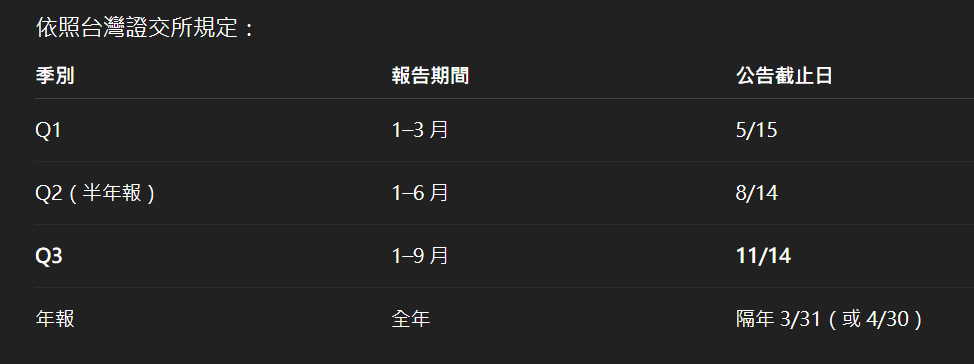 依照台灣證交所規定：
季別 報告期間 公告截止日
Q1 1–3 月 5/15
Q2（半年報） 1–6 月 8/14
Q3 1–9 月 11/14
年報 全年 隔年 3/31（或 4/30）